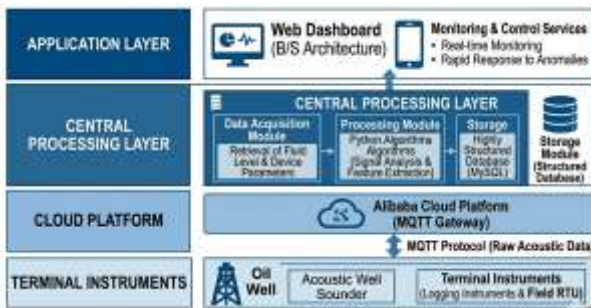 APPLICATION LAYER
Web Dashboard
(B/S Architecture)
Monitoring & Control Services
• Real-time Monitoring
• Rapid Response to Anomalies
CENTRAL
PROCESSING LAYER
CENTRAL PROCESSING LAYER
Data Acquisition
Module
Retrieval of Fluid
Level & Device
Parameters
Processing Module
Python Algorithma
Algorithms
(Signal Analysis &
Feature Extraction)
Storage
Highly
Structured
Database
(MySQL)
Storage
Module
(Structured
Database)
CLOUD PLATFORM
Alibaba Cloud Platform
(MQTT Gateway)
MQTT Protocol (Raw Acoustic Data)
TERMINAL INSTRUMENTS
Oil
Well
Acoustic Well
Sounder
Terminal Instruments
(Logging Instruments & Field RTU)